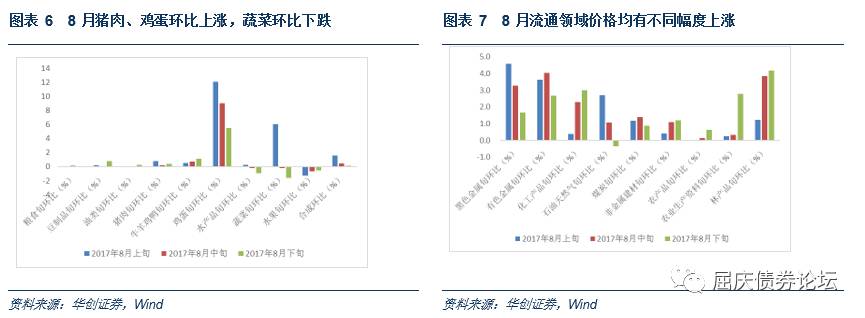 图表 6 8 月猪肉、鸡蛋环比上涨，蔬菜环比下跌
14
12
10
8
6
4
2
0
-2
-4
粮食旬环比（%）
豆制品旬环比（%）
油类旬环比（%）
猪肉旬环比（%）
牛羊鸡鸭旬环比（%）
鸡蛋旬环比（%）
水产品旬环比（%）
蔬菜旬环比（%）
水果旬环比（%）
合成环比（%）
2017年8月上旬
2017年8月中旬
2017年8月下旬
资料来源：华创证券，Wind
图表 7 8 月流通领域价格均有不同幅度上涨
5.0
4.0
3.0
2.0
1.0
0.0
-1.0
黑色金属旬环比（%）
有色金属旬环比（%）
化工产品旬环比（%）
石油天然气旬环比（%）
煤炭旬环比（%）
非金属建材旬环比（%）
农产品旬环比（%）
农业生产资料旬环比（%）
林产品旬环比（%）
2017年8月上旬
2017年8月中旬
2017年8月下旬
屈庆债券论坛
资料来源：华创证券，Wind